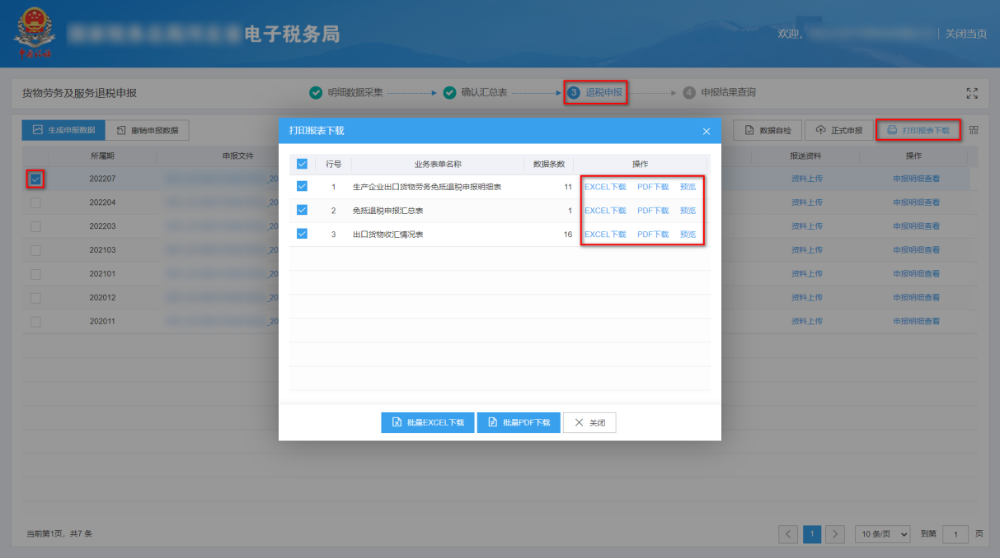 电子税务局
欢迎,
关闭当页
货物劳务及服务退税申报
明细数据采集
确认汇总表
3 退税申报
4 申报结果查询
生成申报数据
撤销申报数据
打印报表下载
数据自检
正式申报
打印报表下载
所属期 申报文件 报送资料 操作
行号 业务表单名称 数据条数 操作
202207 _20 资料上传 申报明细查看
1 生产企业出口货物劳务免抵退税申报明细表 11 EXCEL下载 PDF下载 预览
202204 _20 资料上传 申报明细查看
2 免抵退税申报汇总表 1 EXCEL下载 PDF下载 预览
202203 _20 资料上传 申报明细查看
3 出口货物收汇情况表 16 EXCEL下载 PDF下载 预览
202103 _20 资料上传 申报明细查看
202101 _20 资料上传 申报明细查看
202012 _20 资料上传 申报明细查看
202011 _20 资料上传 申报明细查看
批量EXCEL下载 批量PDF下载 关闭
当前第1页, 共7 条
1
10 条/页
到第 1 页